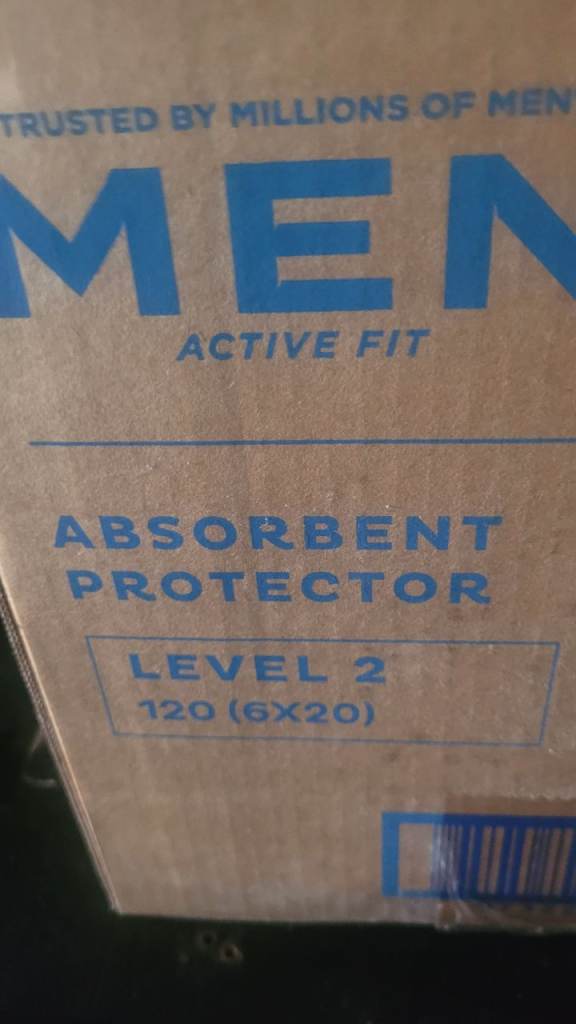 TRUSTED BY MILLIONS OF MEN
MEN
ACTIVE FIT
ABSORBENT
PROTECTOR
LEVEL 2
120 (6X20)